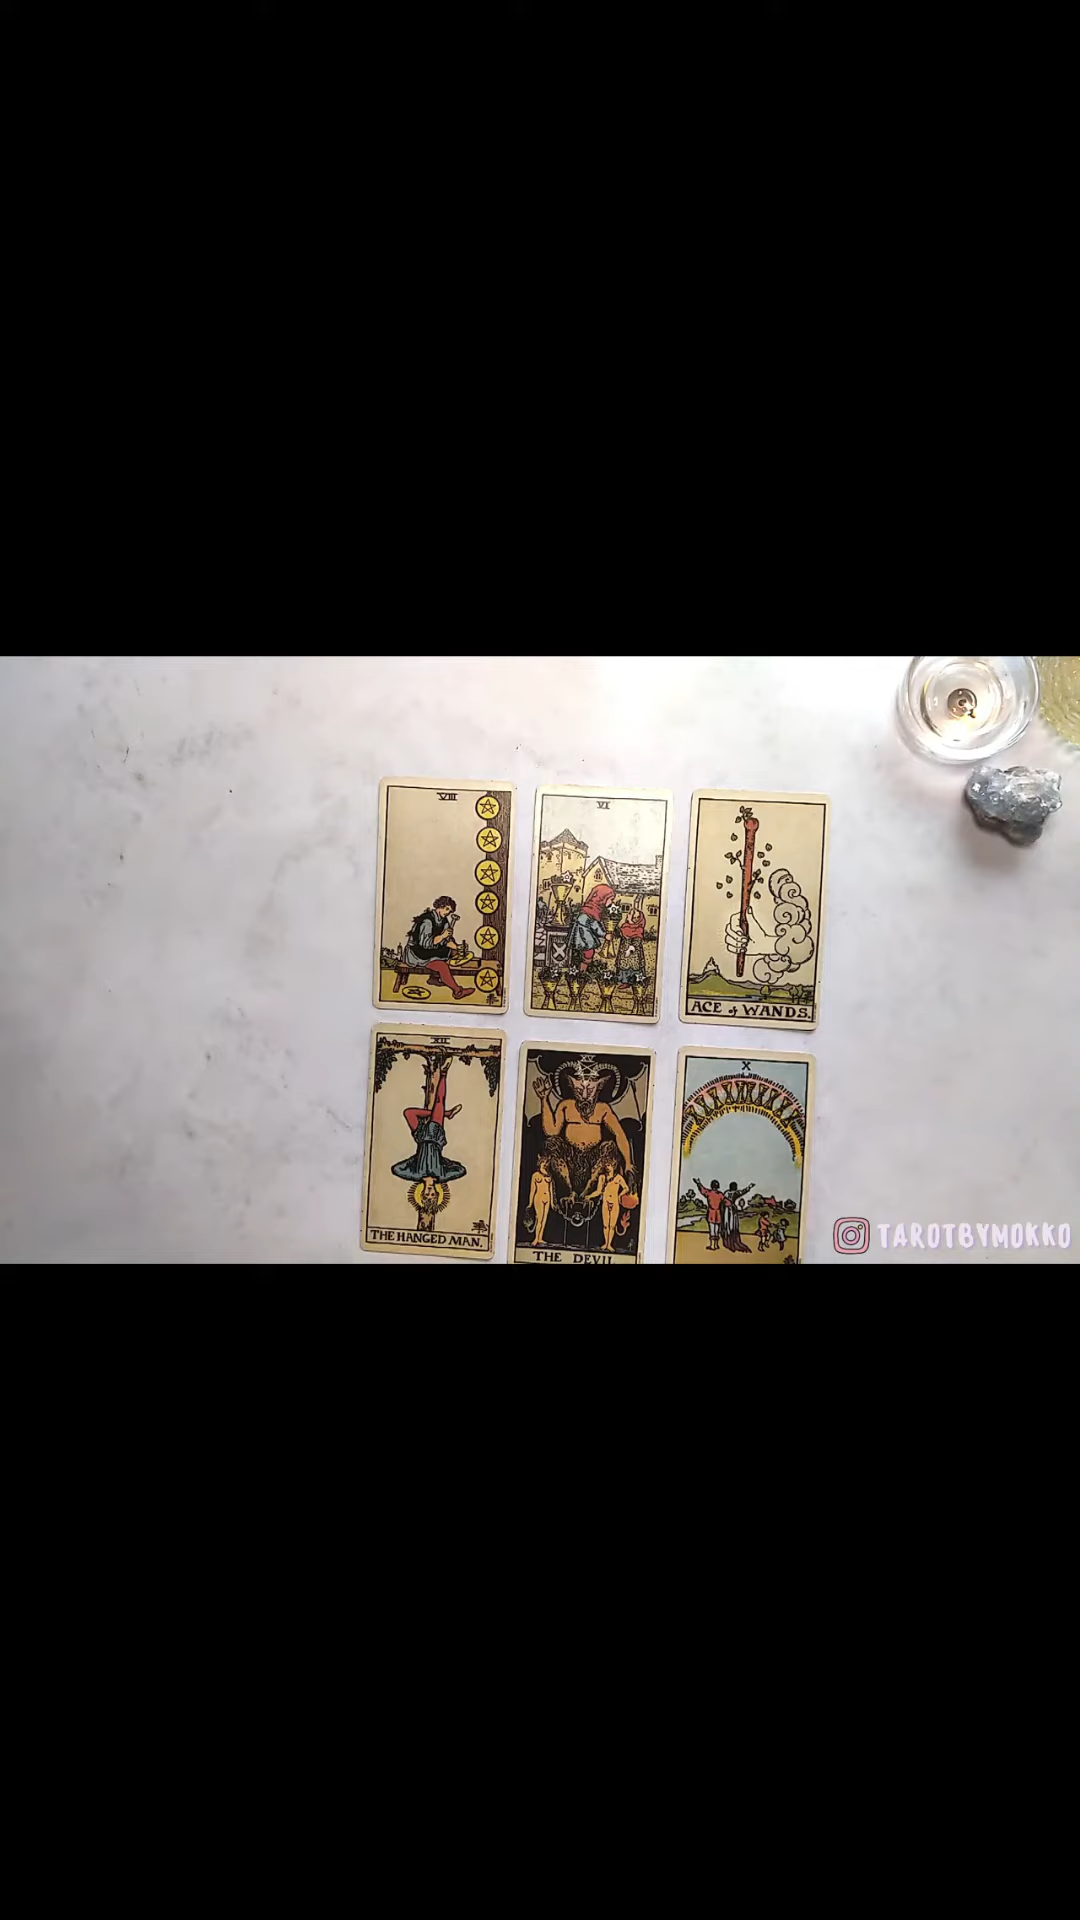 VIII
VI
ACE of WANDS.
XII
THE HANGED MAN.
XV
THE DEVIL
X
TAROTBYMOKKO